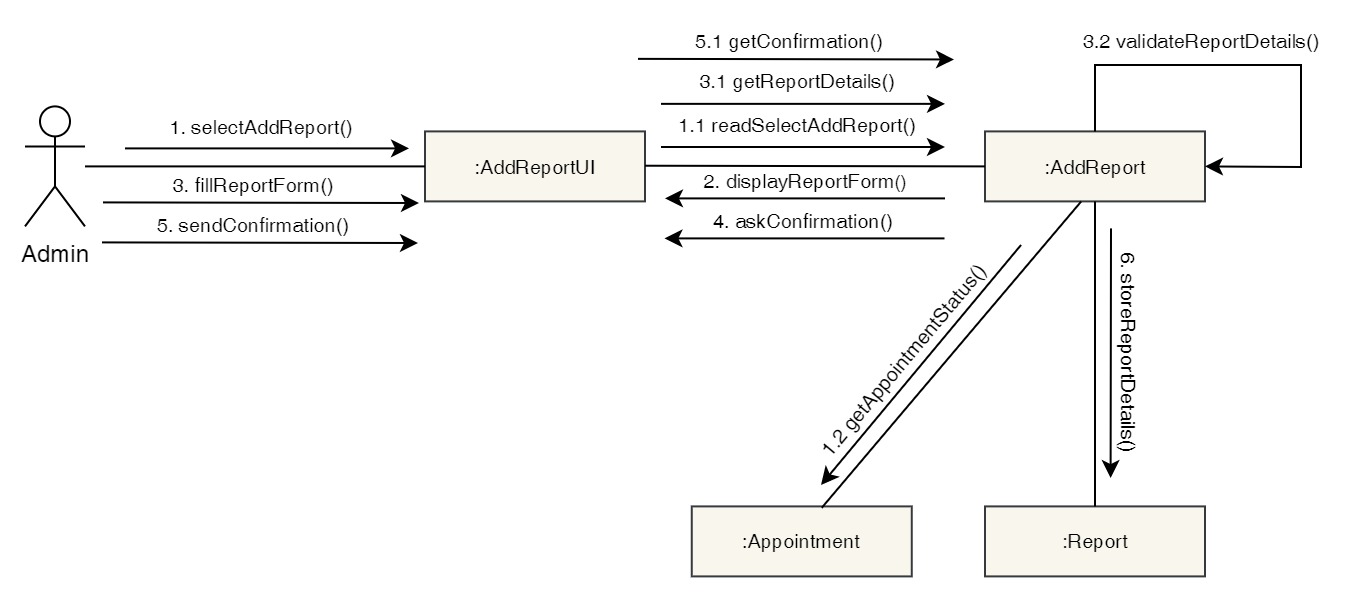 5.1 getConfirmation()
3.2 validateReportDetails()
3.1 getReportDetails()
1. selectAddReport()
1.1 readSelectAddReport()
:AddReportUI
:AddReport
3. fillReportForm()
2. displayReportForm()
5. sendConfirmation()
4. askConfirmation()
Admin
1.2 getAppointmentStatus()
6. storeReportDetails()
:Appointment
:Report